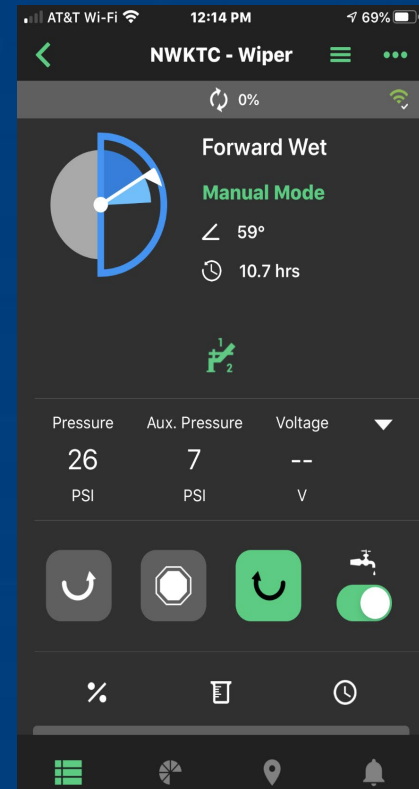 AT&T Wi-Fi 12:14 PM 69%
NWKTC - Wiper
0%
Forward Wet
Manual Mode
59°
10.7 hrs
1
2
Pressure Aux. Pressure Voltage
26 7 --
PSI PSI V
%